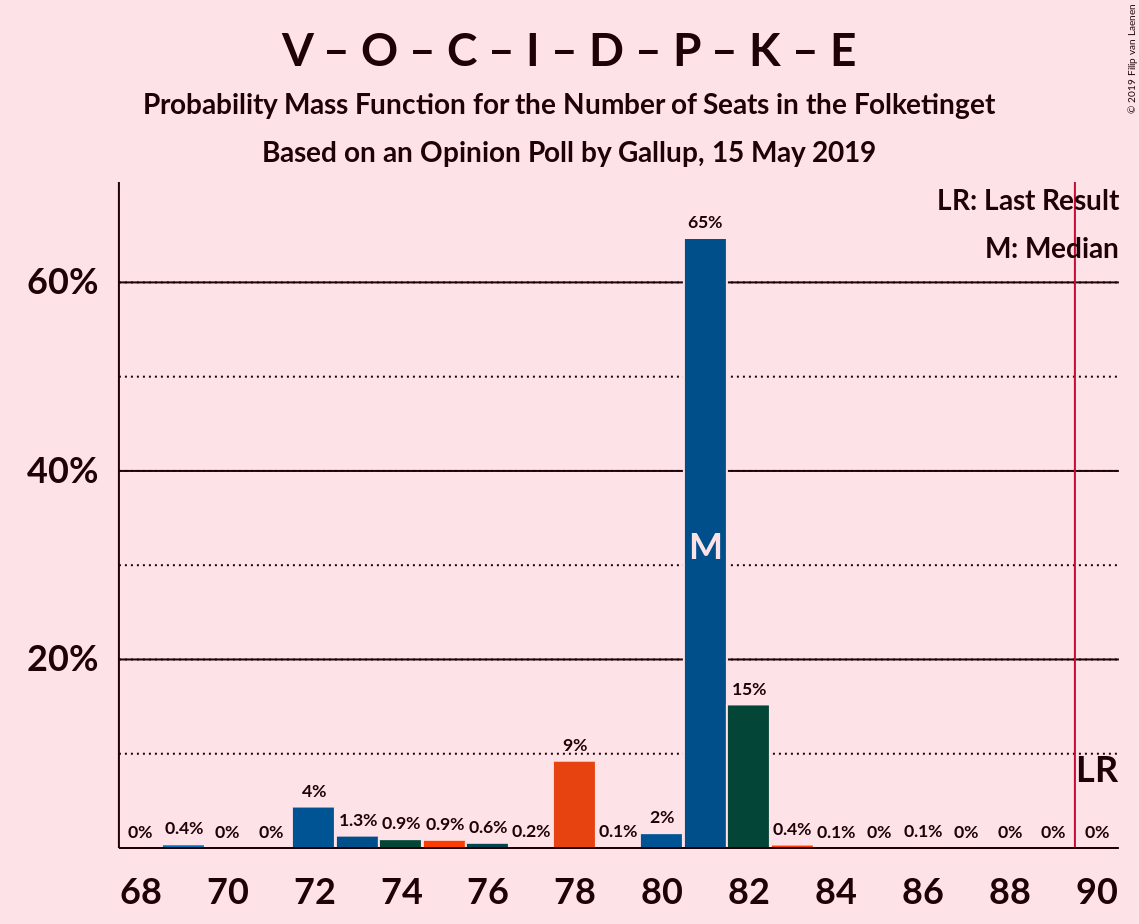 V – O – C – I – D – P – K – E
Probability Mass Function for the Number of Seats in the Folketinget
Based on an Opinion Poll by Gallup, 15 May 2019
© 2019 Filip van Laenen
LR: Last Result
M: Median
60%
40%
20%
0% 0.4% 0% 0% 4% 1.3% 0.9% 0.9% 0.6% 0.2% 9% 0.1% 2% 65% 15% 0.4% 0.1% 0% 0.1% 0% 0% 0% 0%
M
LR
68 70 72 74 76 78 80 82 84 86 88 90